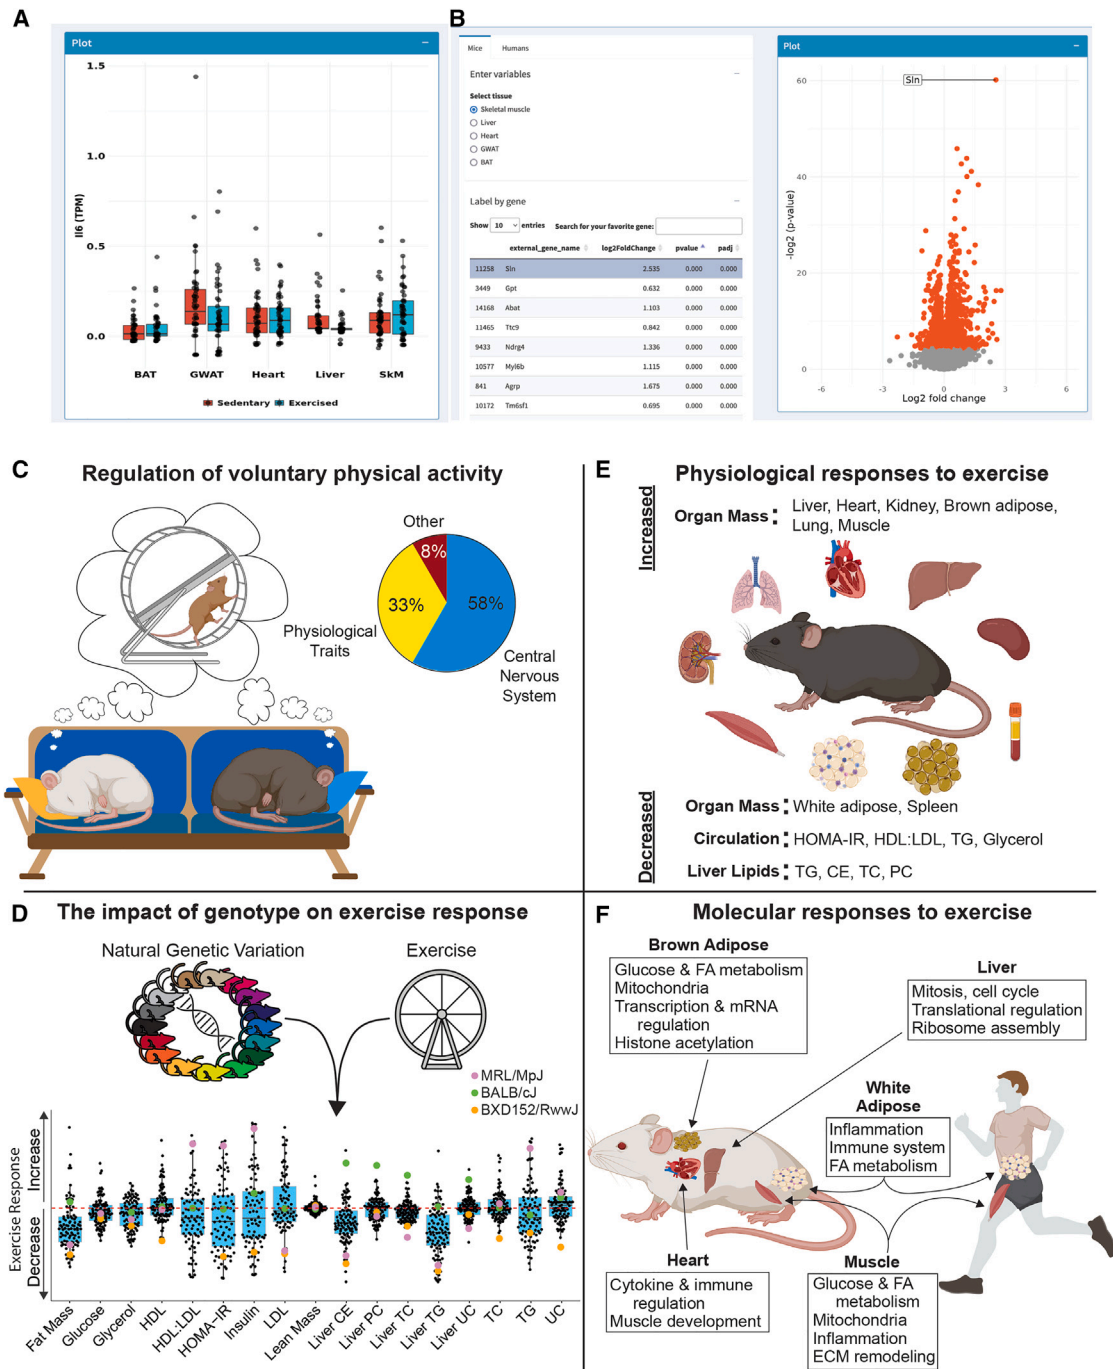 A
Plot
–
1.5
1.0
0.5
0.0
Il6 (TPM)
BAT
GWAT
Heart
Liver
SkM
Sedentary
Exercised
B
Mice
Humans
Enter variables
–
Select tissue
Skeletal muscle
Liver
Heart
GWAT
BAT
Label by gene
–
Show 10 entries
Search for your favorite gene:
external_gene_name log2FoldChange pvalue padj
11258 Sln 2.535 0.000 0.000
3449 Gpt 0.632 0.000 0.000
14168 Abat 1.103 0.000 0.000
11465 Ttc9 0.842 0.000 0.000
9433 Ndrg4 1.336 0.000 0.000
10577 Myl6b 1.115 0.000 0.000
841 Agrp 1.675 0.000 0.000
10172 Tm6sf1 0.695 0.000 0.000
Plot
–
Sln
60
40
20
0
-log2 (p-value)
-6
-3
0
3
6
Log2 fold change
C
Regulation of voluntary physical activity
Other
8%
33%
58%
Physiological
Traits
Central
Nervous
System
E
Physiological responses to exercise
Increased
Organ Mass : Liver, Heart, Kidney, Brown adipose,
Lung, Muscle
Decreased
Organ Mass : White adipose, Spleen
Circulation : HOMA-IR, HDL:LDL, TG, Glycerol
Liver Lipids : TG, CE, TC, PC
D
The impact of genotype on exercise response
Natural Genetic Variation
Exercise
MRL/MpJ
BALB/cJ
BXD152/RwwJ
Exercise Response
Decrease
Increase
Fat Mass
Glucose
Glycerol
HDL
HDL:LDL
HOMA-IR
Insulin
LDL
Lean Mass
Liver CE
Liver PC
Liver TC
Liver TG
Liver UC
TC
TG
UC
F
Molecular responses to exercise
Brown Adipose
Glucose & FA metabolism
Mitochondria
Transcription & mRNA
regulation
Histone acetylation
Liver
Mitosis, cell cycle
Translational regulation
Ribosome assembly
White
Adipose
Inflammation
Immune system
FA metabolism
Heart
Cytokine & immune
regulation
Muscle development
Muscle
Glucose & FA
metabolism
Mitochondria
Inflammation
ECM remodeling